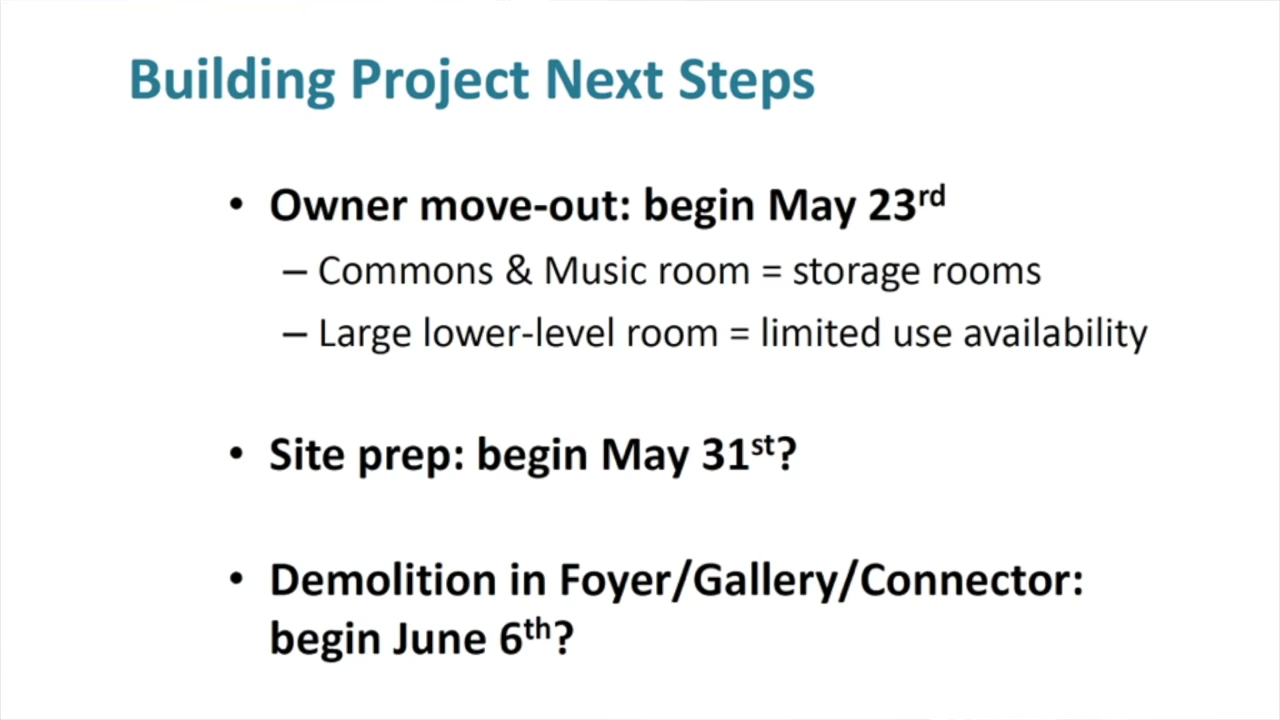 Building Project Next Steps
• Owner move-out: begin May 23rd
– Commons & Music room = storage rooms
– Large lower-level room = limited use availability
• Site prep: begin May 31st?
• Demolition in Foyer/Gallery/Connector:
begin June 6th?